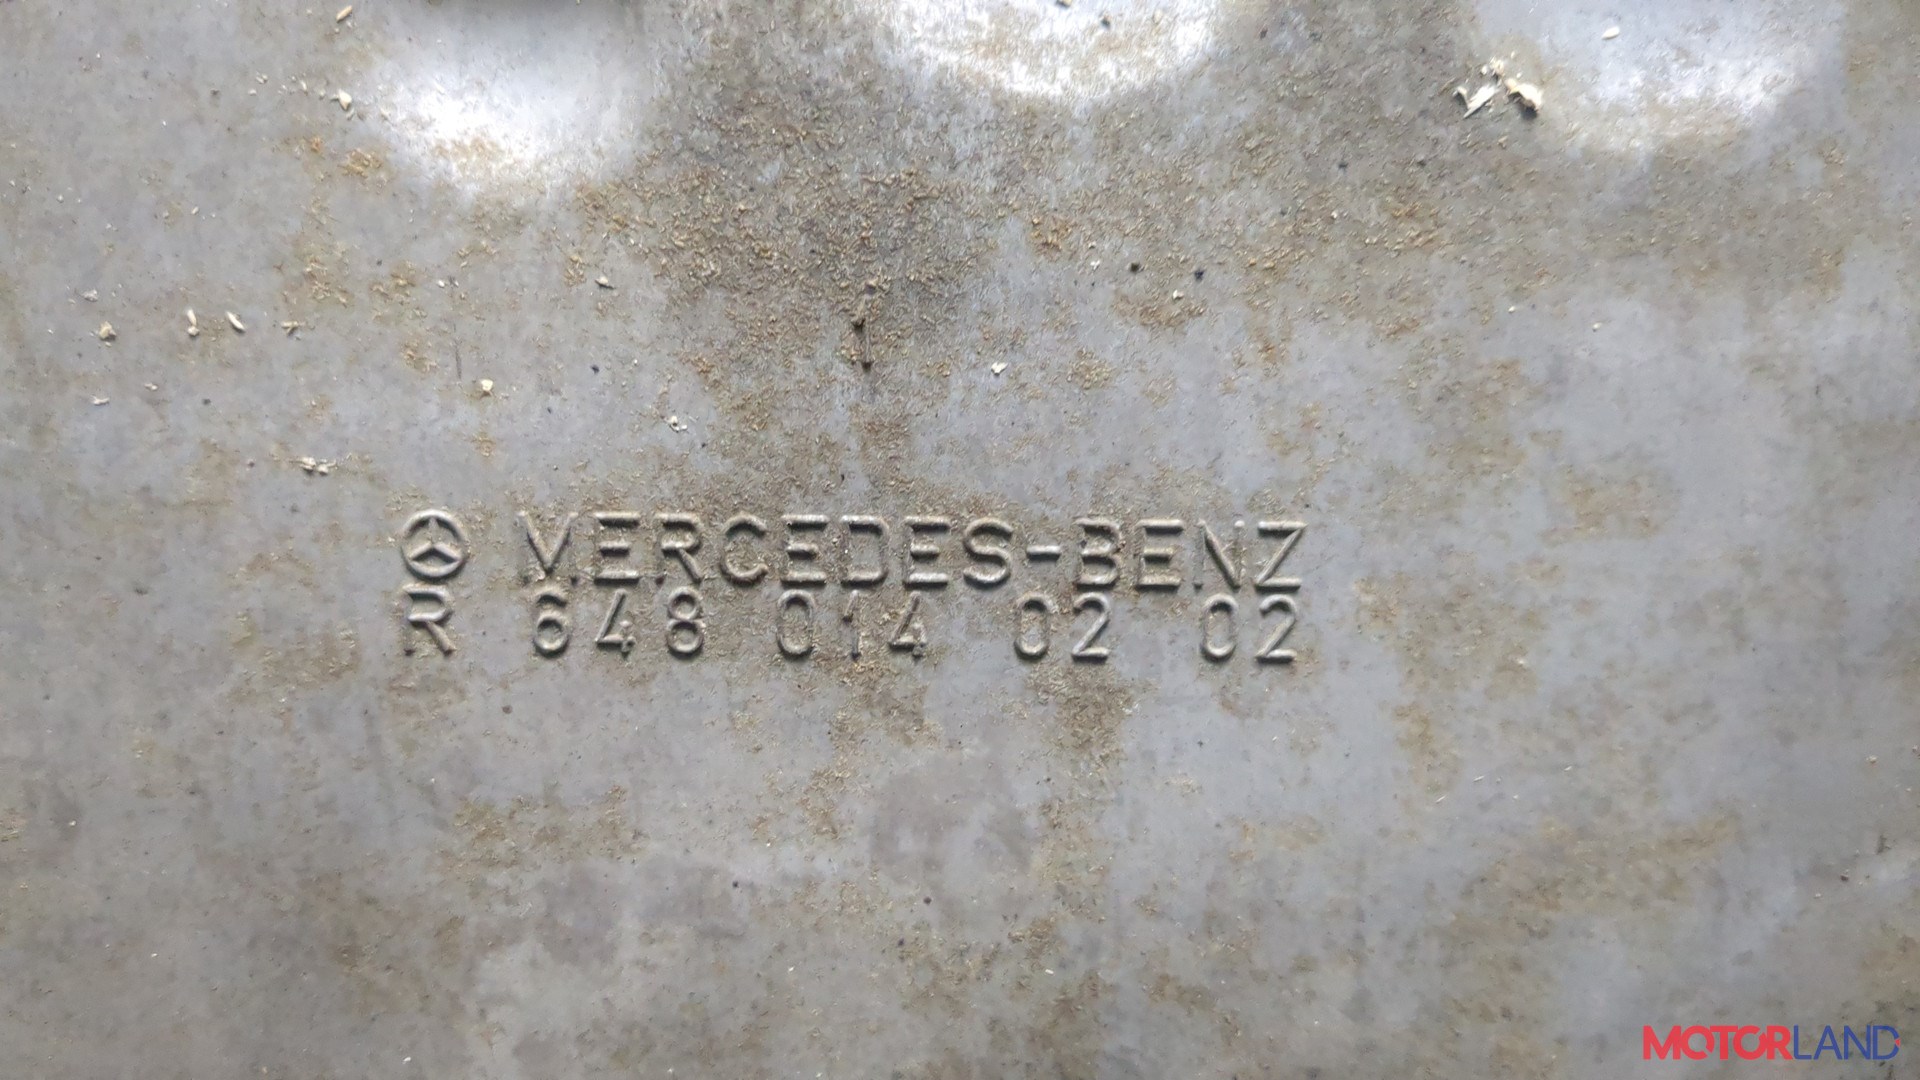 MERCEDES-BENZ
R 648 014 02 02
MOTORLAND